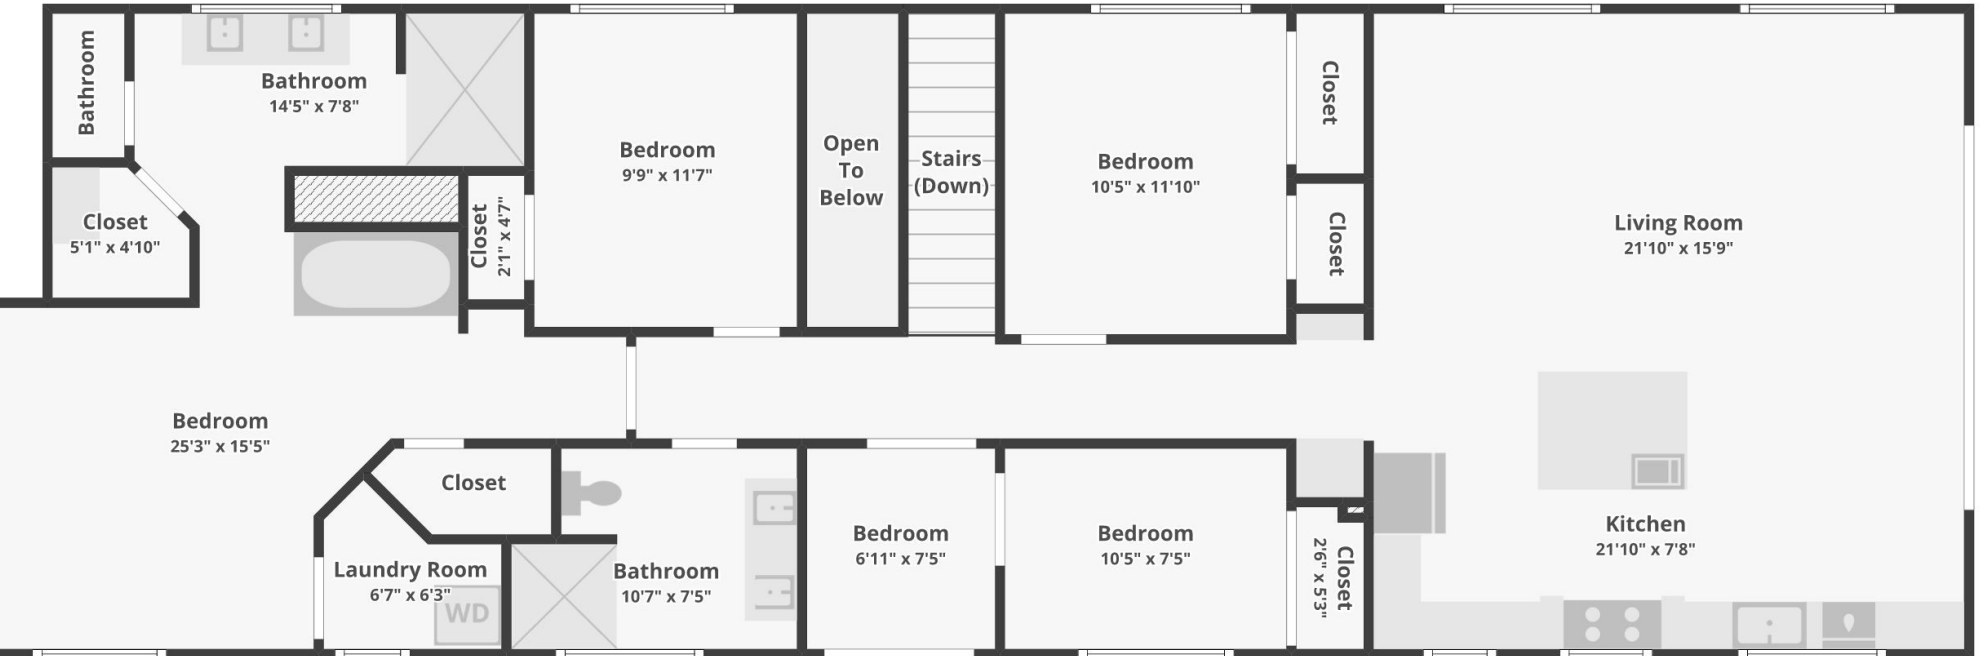 Bathroom
Bathroom
14'5" x 7'8"
Closet
5'1" x 4'10"
Closet
2'1" x 4'7"
Bedroom
9'9" x 11'7"
Open
To
Below
Stairs
(Down)
Bedroom
10'5" x 11'10"
Closet
Closet
Living Room
21'10" x 15'9"
Bedroom
25'3" x 15'5"
Closet
Laundry Room
6'7" x 6'3"
WD
Bathroom
10'7" x 7'5"
Bedroom
6'11" x 7'5"
Bedroom
10'5" x 7'5"
Closet
2'6" x 5'3"
Kitchen
21'10" x 7'8"